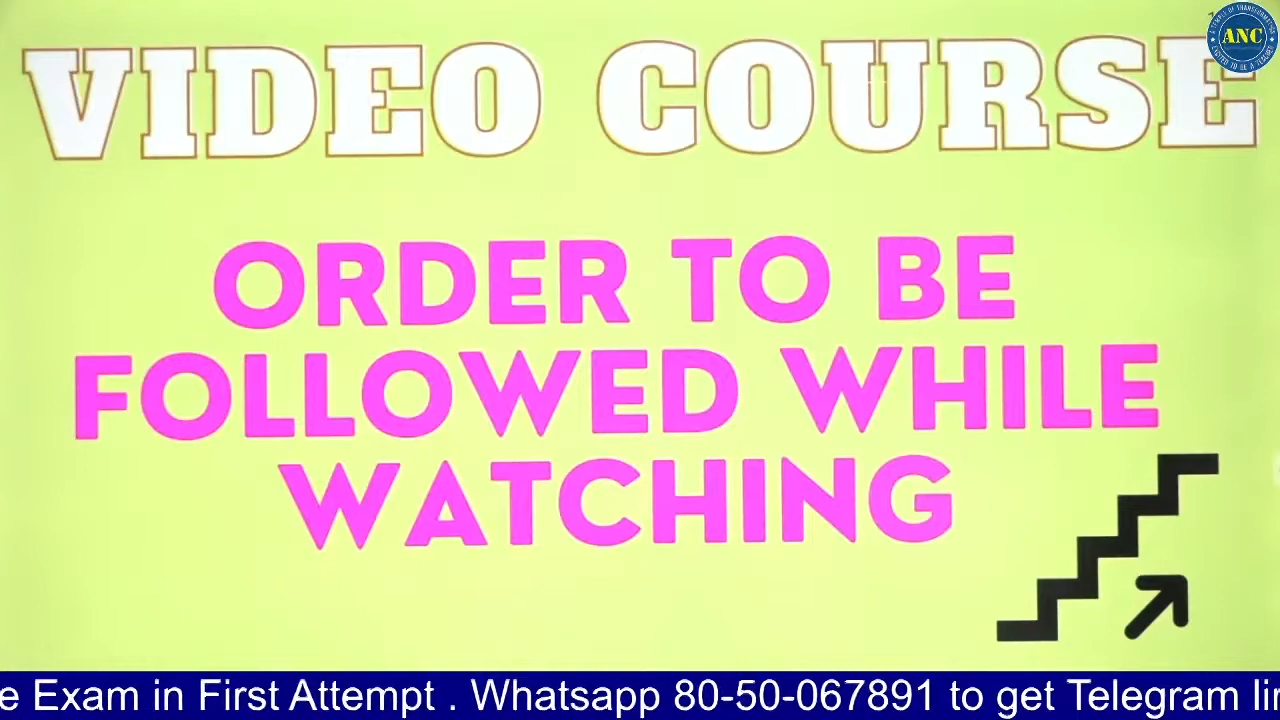 ANC
VIDEO COURSE
ORDER TO BE
FOLLOWED WHILE
WATCHING
e Exam in First Attempt . Whatsapp 80-50-067891 to get Telegram lin